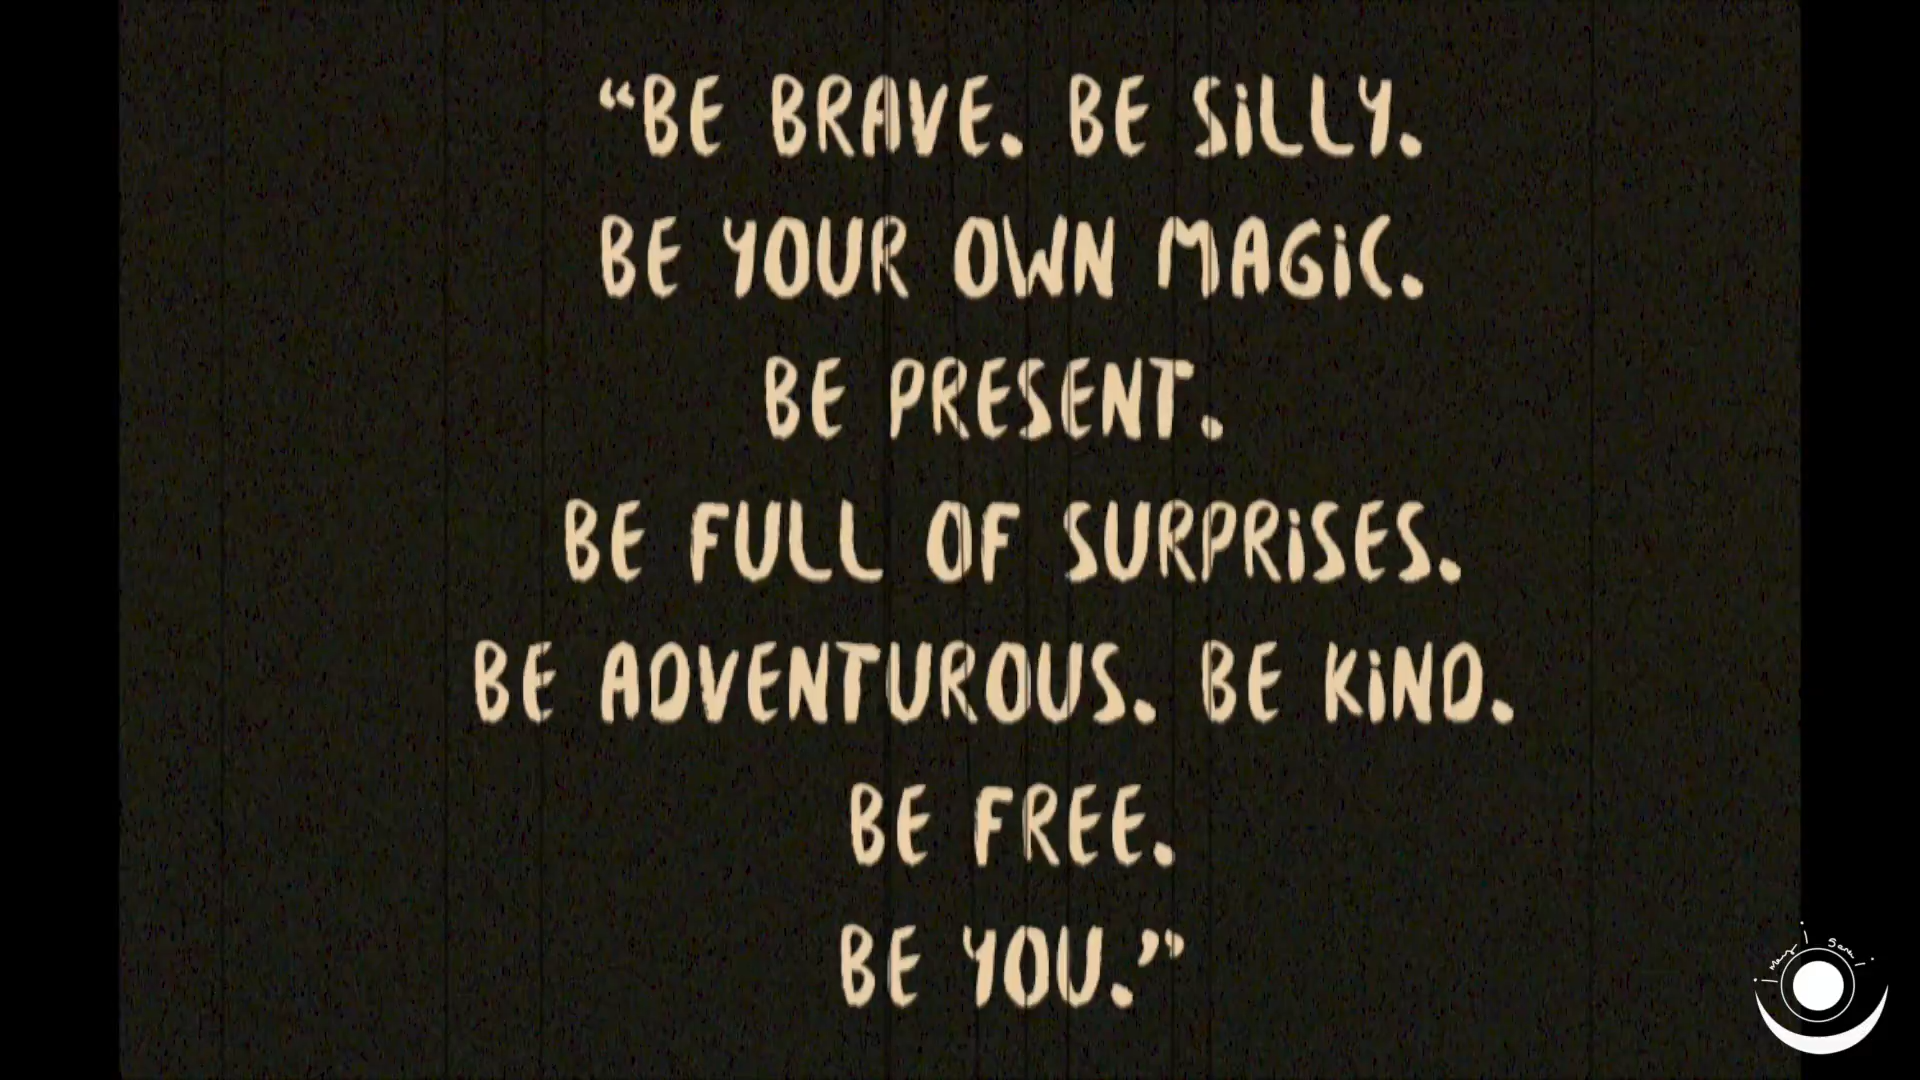 “BE BRAVE. BE SiLLY.
BE YOUR OWN MAGiC.
BE PRESENT.
BE FULL OF SURPRiSES.
BE ADVENTUROUS. BE KiND.
BE FREE.
BE YOU.”